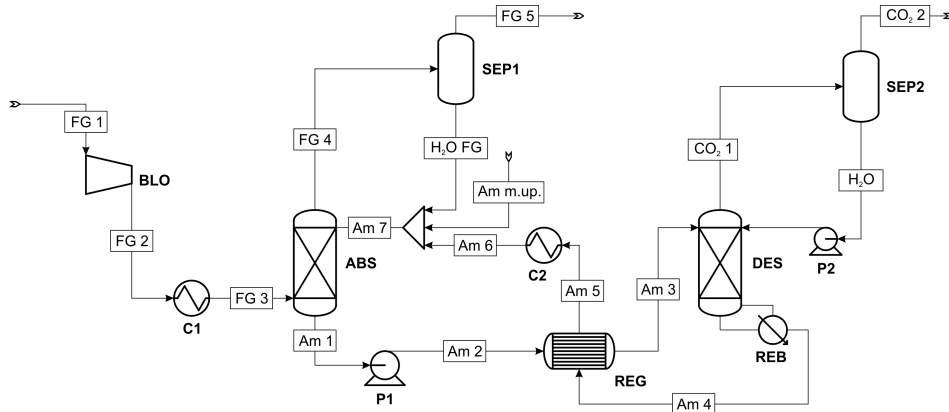 FG 5
CO₂ 2
SEP1
SEP2
FG 1
FG 4
H₂O FG
CO₂ 1
BLO
Am m.up.
H₂O
FG 2
Am 7
Am 6
ABS
C2
DES
P2
FG 3
Am 5
Am 3
C1
Am 1
Am 2
REB
P1
REG
Am 4